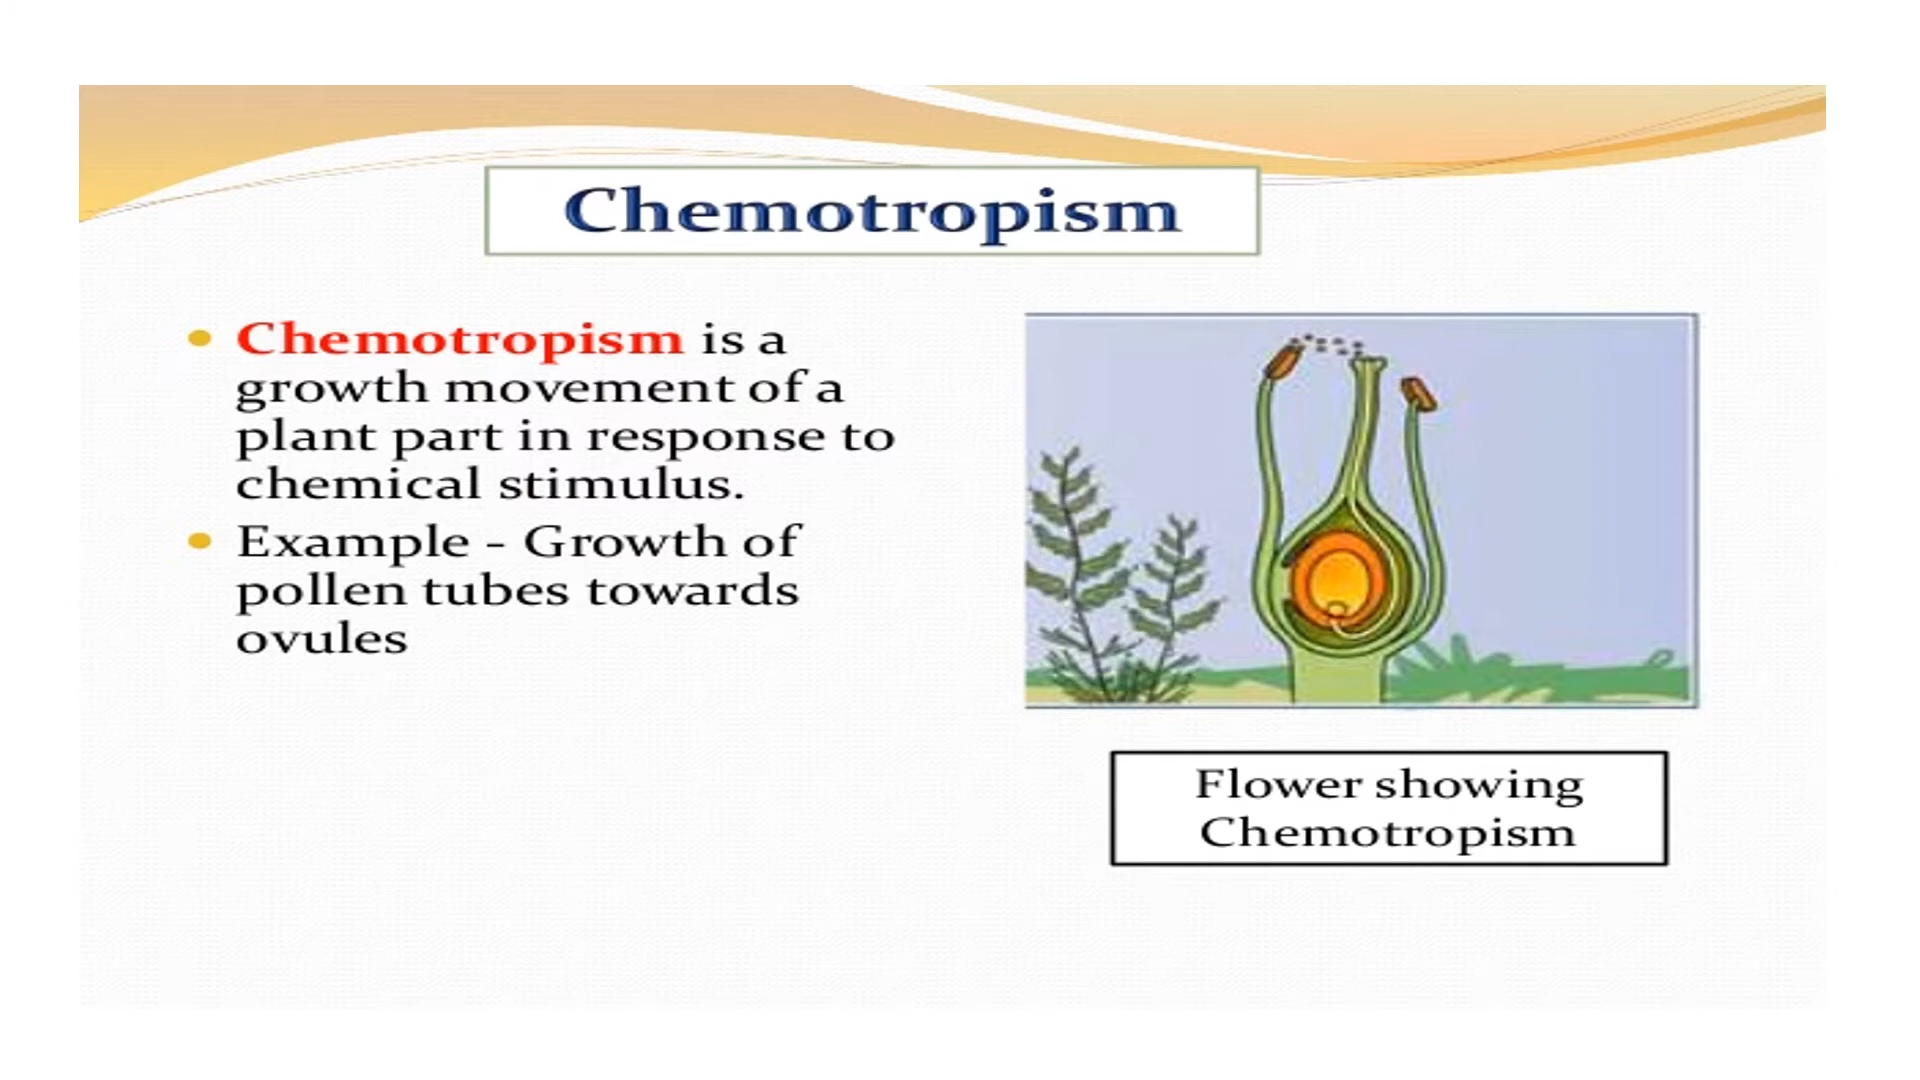 Chemotropism
Chemotropism is a
growth movement of a
plant part in response to
chemical stimulus.
Example - Growth of
pollen tubes towards
ovules
Flower showing
Chemotropism